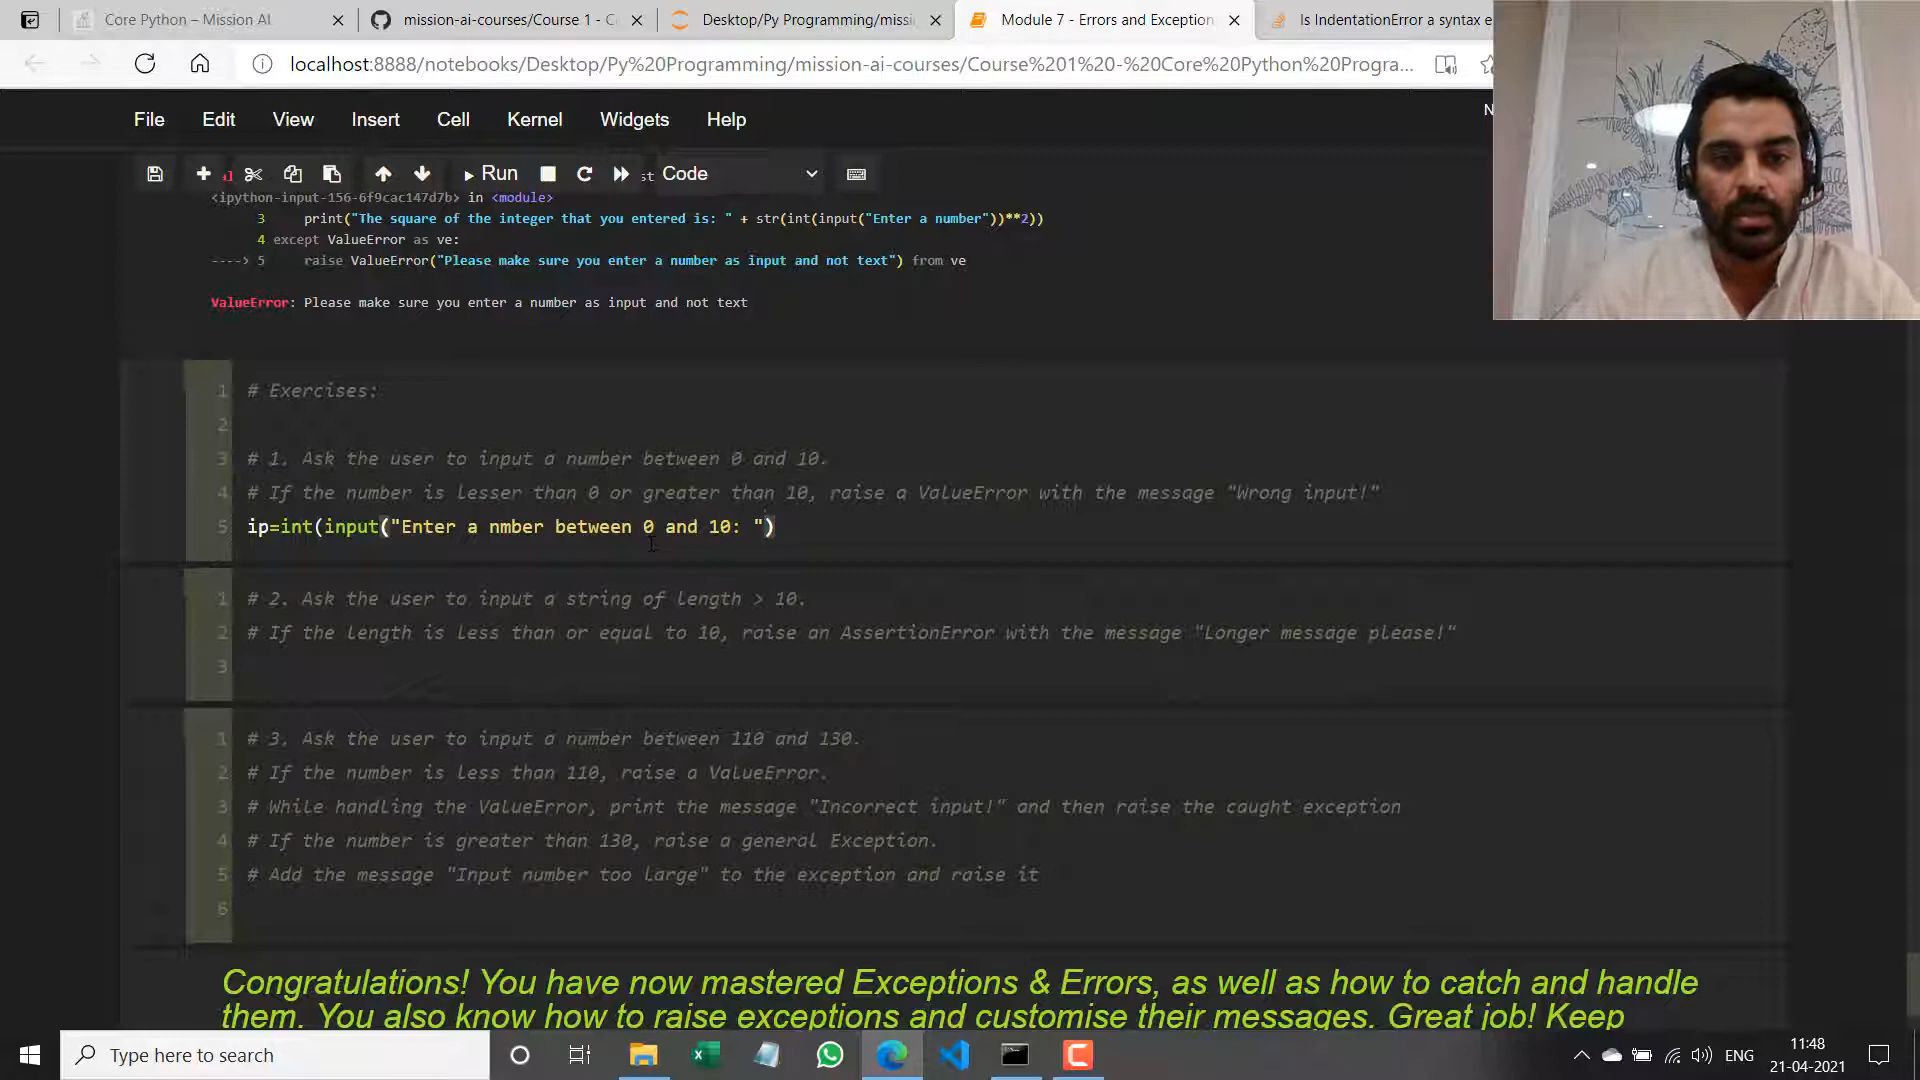 Core Python – Mission AI
mission-ai-courses/Course 1 - C
Desktop/Py Programming/missi
Module 7 - Errors and Exception
Is IndentationError a syntax e
localhost:8888/notebooks/Desktop/Py%20Programming/mission-ai-courses/Course%201%20-%20Core%20Python%20Progra...
File Edit View Insert Cell Kernel Widgets Help
N
Run
st
Code
<ipython-input-156-6f9cac147d7b> in <module>
3 print("The square of the integer that you entered is: " + str(int(input("Enter a number"))**2))
4 except ValueError as ve:
----> 5 raise ValueError("Please make sure you enter a number as input and not text") from ve
ValueError: Please make sure you enter a number as input and not text
1 # Exercises:
2
3 # 1. Ask the user to input a number between 0 and 10.
4 # If the number is lesser than 0 or greater than 10, raise a ValueError with the message "Wrong input!"
5 ip=int(input("Enter a nmber between 0 and 10: ")
1 # 2. Ask the user to input a string of length > 10.
2 # If the length is less than or equal to 10, raise an AssertionError with the message "Longer message please!"
3
1 # 3. Ask the user to input a number between 110 and 130.
2 # If the number is less than 110, raise a ValueError.
3 # While handling the ValueError, print the message "Incorrect input!" and then raise the caught exception
4 # If the number is greater than 130, raise a general Exception.
5 # Add the message "Input number too large" to the exception and raise it
6
Congratulations! You have now mastered Exceptions & Errors, as well as how to catch and handle
them. You also know how to raise exceptions and customise their messages. Great job! Keep
Type here to search
ENG
11:48
21-04-2021